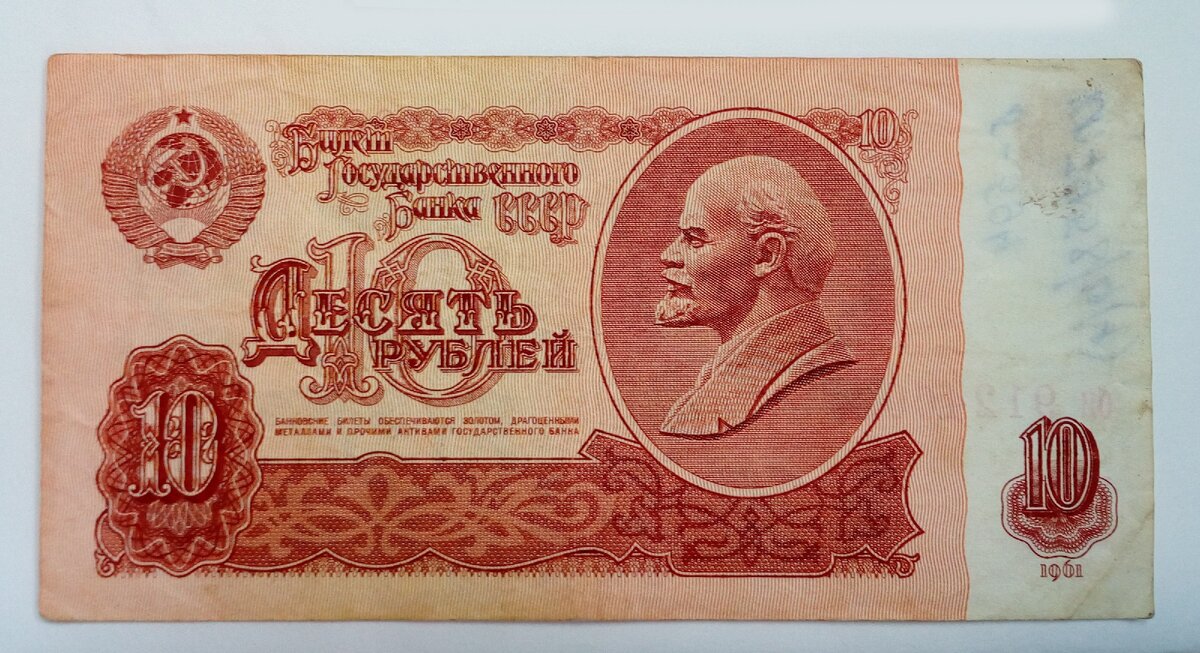 10
Билет
Государственного
Банка СССР
10
Десять
рублей
БАНКОВСКИЕ БИЛЕТЫ ОБЕСПЕЧИВАЮТСЯ ЗОЛОТОМ, ДРАГОЦЕННЫМИ
МЕТАЛЛАМИ И ПРОЧИМИ АКТИВАМИ ГОСУДАРСТВЕННОГО БАНКА
10
10
1961